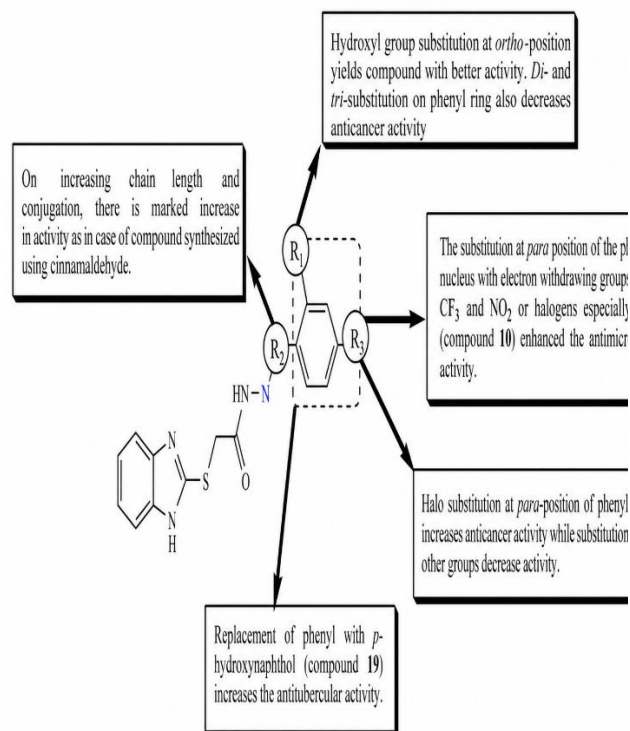 Hydroxyl group substitution at ortho-position
yields compound with better activity. Di- and
tri-substitution on phenyl ring also decreases
anticancer activity
On increasing chain length and
conjugation, there is marked increase
in activity as in case of compound synthesized
using cinnamaldehyde.
The substitution at para position of the
nucleus with electron withdrawing groups
CF3 and NO2 or halogens especially
(compound 10) enhanced the
activity.
R1
R2
R3
HN-N
N
S
O
N
H
Halo substitution at para-position of phenyl
increases anticancer activity while substitution
other groups decrease activity.
Replacement of phenyl with p-
hydroxynaphthol (compound 19)
increases the antitubercular activity.